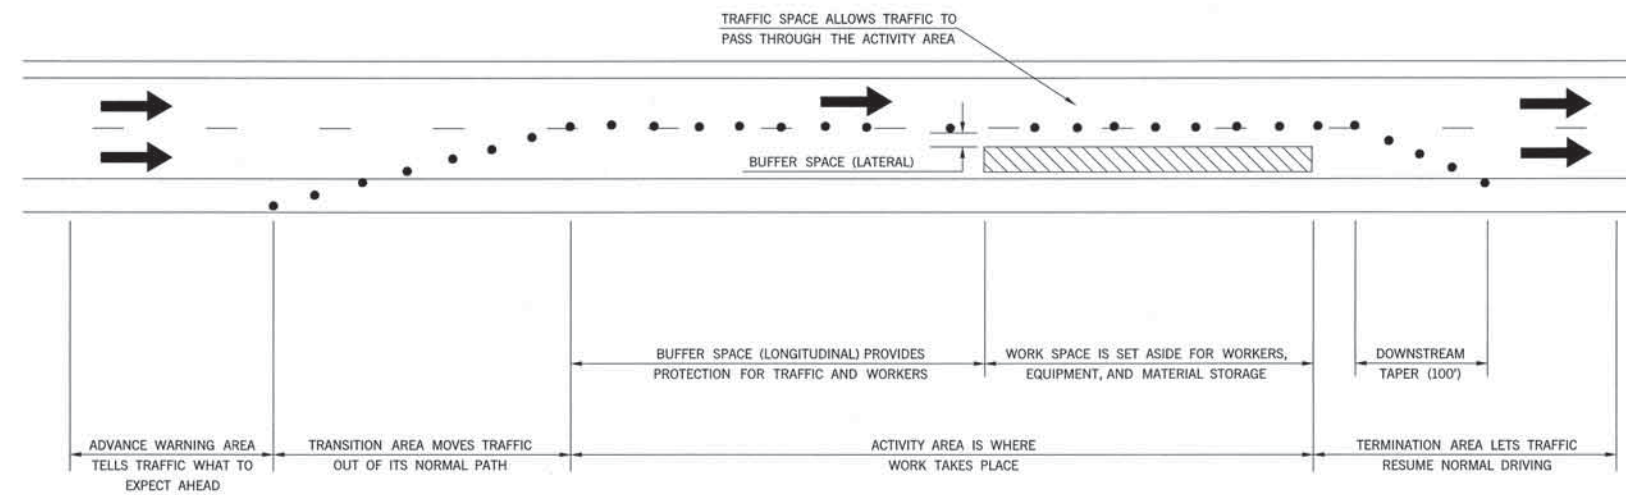 TRAFFIC SPACE ALLOWS TRAFFIC TO
PASS THROUGH THE ACTIVITY AREA
BUFFER SPACE (LATERAL)
BUFFER SPACE (LONGITUDINAL) PROVIDES
PROTECTION FOR TRAFFIC AND WORKERS
WORK SPACE IS SET ASIDE FOR WORKERS,
EQUIPMENT, AND MATERIAL STORAGE
DOWNSTREAM
TAPER (100')
ADVANCE WARNING AREA
TELLS TRAFFIC WHAT TO
EXPECT AHEAD
TRANSITION AREA MOVES TRAFFIC
OUT OF ITS NORMAL PATH
ACTIVITY AREA IS WHERE
WORK TAKES PLACE
TERMINATION AREA LETS TRAFFIC
RESUME NORMAL DRIVING